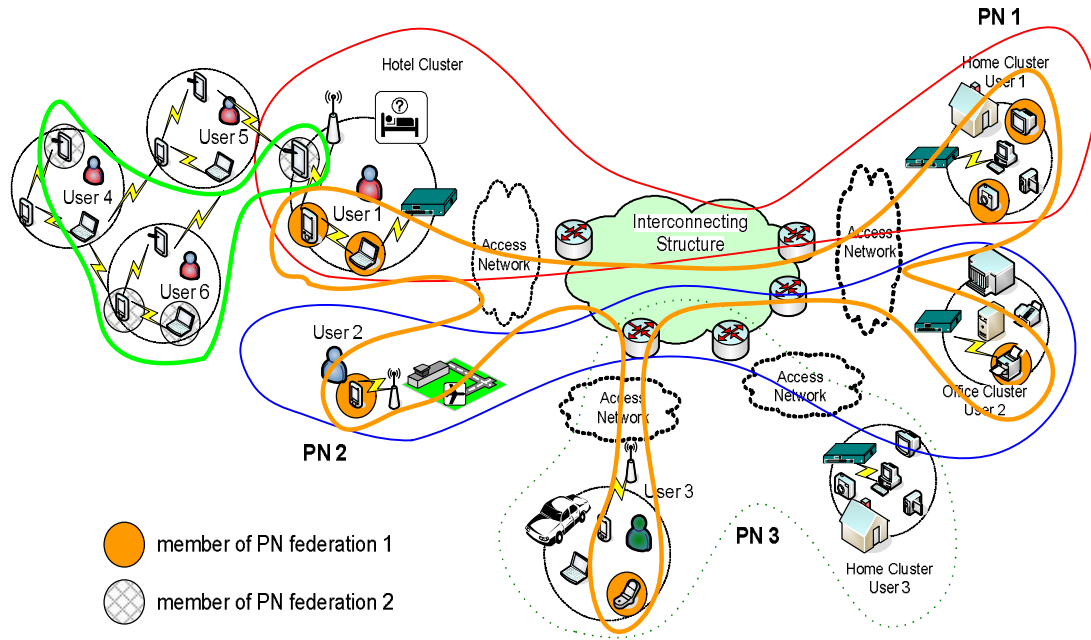 PN 1
Hotel Cluster
Home Cluster
User 1
User 5
User 4
User 1
User 6
?
Access
Network
Interconnecting
Structure
Access
Network
User 2
Access
Network
Access
Network
Office Cluster
User 2
PN 2
User 3
PN 3
Home Cluster
User 3
member of PN federation 1
member of PN federation 2